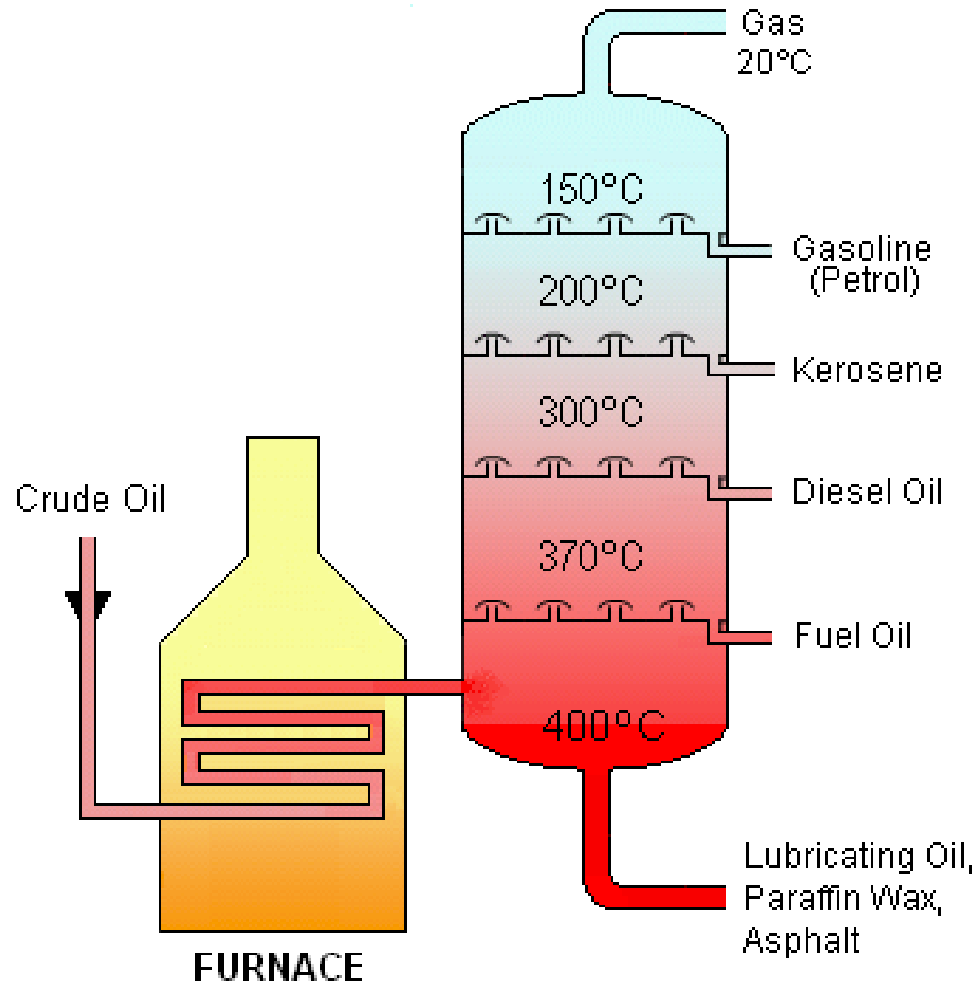 Gas
20°C
150°C
Gasoline
(Petrol)
200°C
Kerosene
300°C
Crude Oil
Diesel Oil
370°C
Fuel Oil
400°C
Lubricating Oil,
Paraffin Wax,
Asphalt
FURNACE